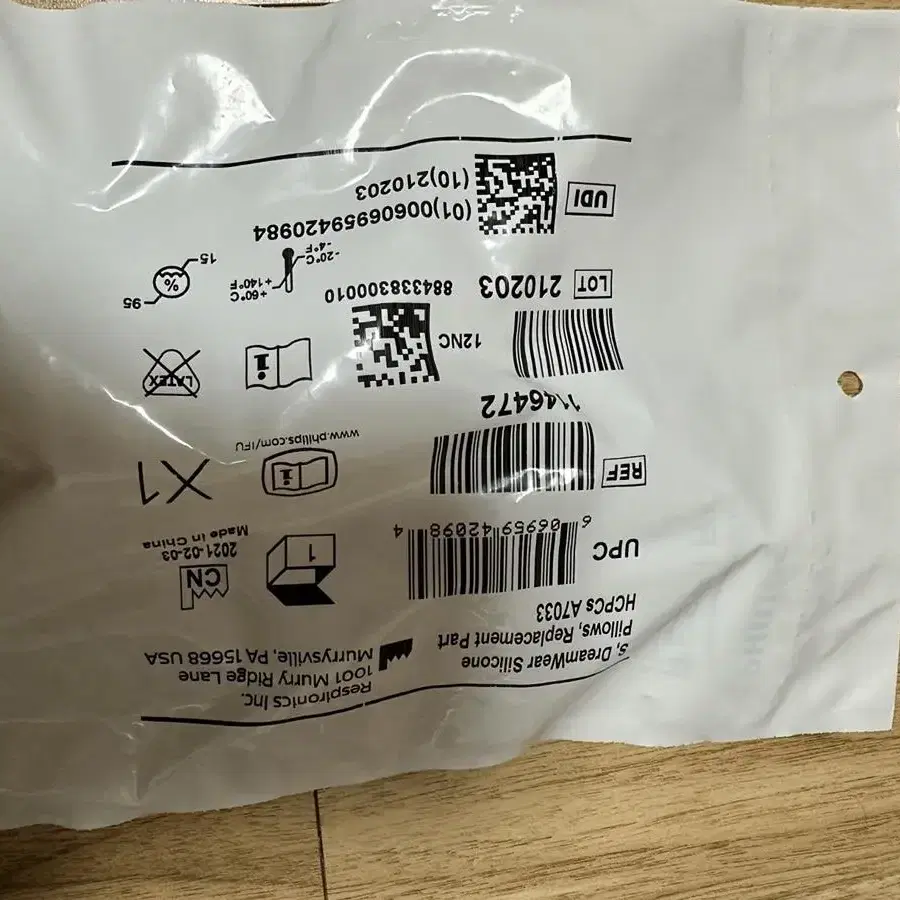 S, DreamWear Silicone
Pillows, Replacement Part
HCPCs A7033
Respironics Inc.
1001 Murry Ridge Lane
Murrysville, PA 15668 USA
UPC
6 06959 42098 4
1
CN
2021-02-03
Made in China
REF
1146472
www.philips.com/IFU
X1
LOT
210203
12NC
884338300010
LATEX
+60°C
+140°F
-20°C
-4°F
95
%
15
UDI
(01)00606959420984
(10)210203